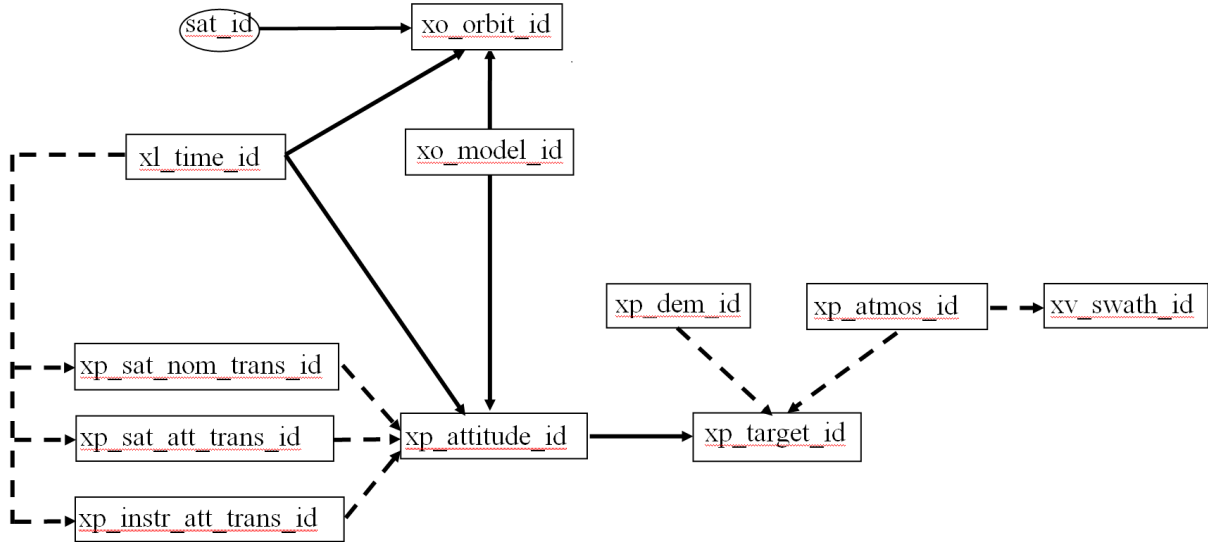 sat_id
xo_orbit_id
xl_time_id
xo_model_id
xp_dem_id
xp_atmos_id
xv_swath_id
xp_sat_nom_trans_id
xp_sat_att_trans_id
xp_attitude_id
xp_target_id
xp_instr_att_trans_id